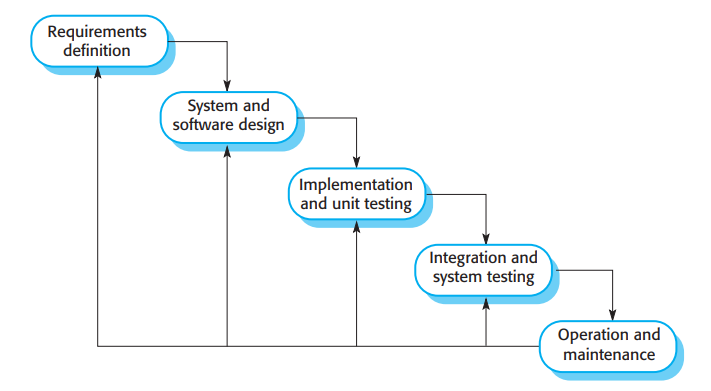 Requirements
definition
System and
software design
Implementation
and unit testing
Integration and
system testing
Operation and
maintenance